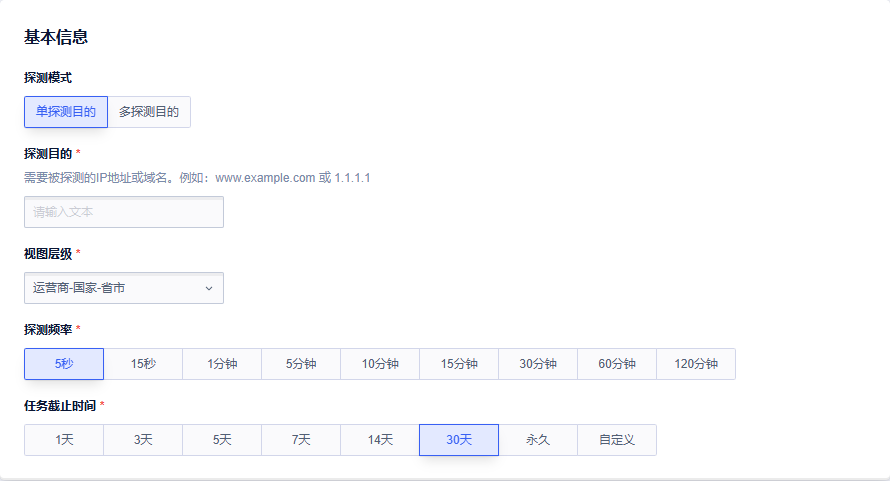 基本信息
探测模式
单探测目的 多探测目的
探测目的 *
需要被探测的IP地址或域名。例如：www.example.com 或 1.1.1.1
请输入文本
视图层级 *
运营商-国家-省市
探测频率 *
5秒 15秒 1分钟 5分钟 10分钟 15分钟 30分钟 60分钟 120分钟
任务截止时间 *
1天 3天 5天 7天 14天 30天 永久 自定义